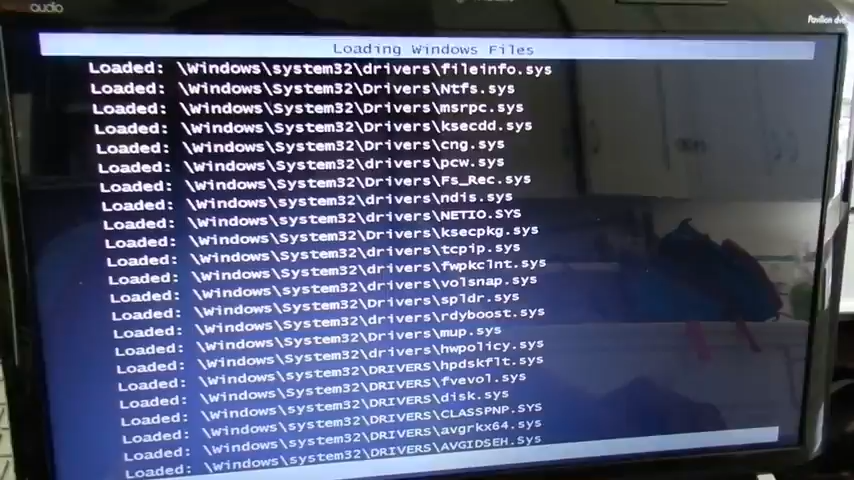 audio
Pavilion dv6
Loading Windows Files
Loaded: \Windows\system32\drivers\fileinfo.sys
Loaded: \Windows\System32\Drivers\Ntfs.sys
Loaded: \Windows\System32\Drivers\msrpc.sys
Loaded: \Windows\System32\Drivers\ksecdd.sys
Loaded: \Windows\System32\Drivers\cng.sys
Loaded: \Windows\System32\drivers\pcw.sys
Loaded: \Windows\System32\Drivers\Fs_Rec.sys
Loaded: \Windows\system32\drivers\ndis.sys
Loaded: \Windows\system32\drivers\NETIO.SYS
Loaded: \Windows\System32\Drivers\ksecpkg.sys
Loaded: \Windows\System32\drivers\tcpip.sys
Loaded: \Windows\System32\drivers\fwpkclnt.sys
Loaded: \Windows\system32\drivers\volsnap.sys
Loaded: \Windows\System32\Drivers\spldr.sys
Loaded: \Windows\System32\drivers\rdyboost.sys
Loaded: \Windows\System32\Drivers\mup.sys
Loaded: \Windows\System32\drivers\hwpolicy.sys
Loaded: \Windows\system32\DRIVERS\hpdskflt.sys
Loaded: \Windows\System32\DRIVERS\fvevol.sys
Loaded: \Windows\system32\DRIVERS\disk.sys
Loaded: \Windows\system32\DRIVERS\CLASSPNP.SYS
Loaded: \Windows\system32\DRIVERS\avgrkx64.sys
Loaded: \Windows\system32\DRIVERS\AVGIDSEH.sys